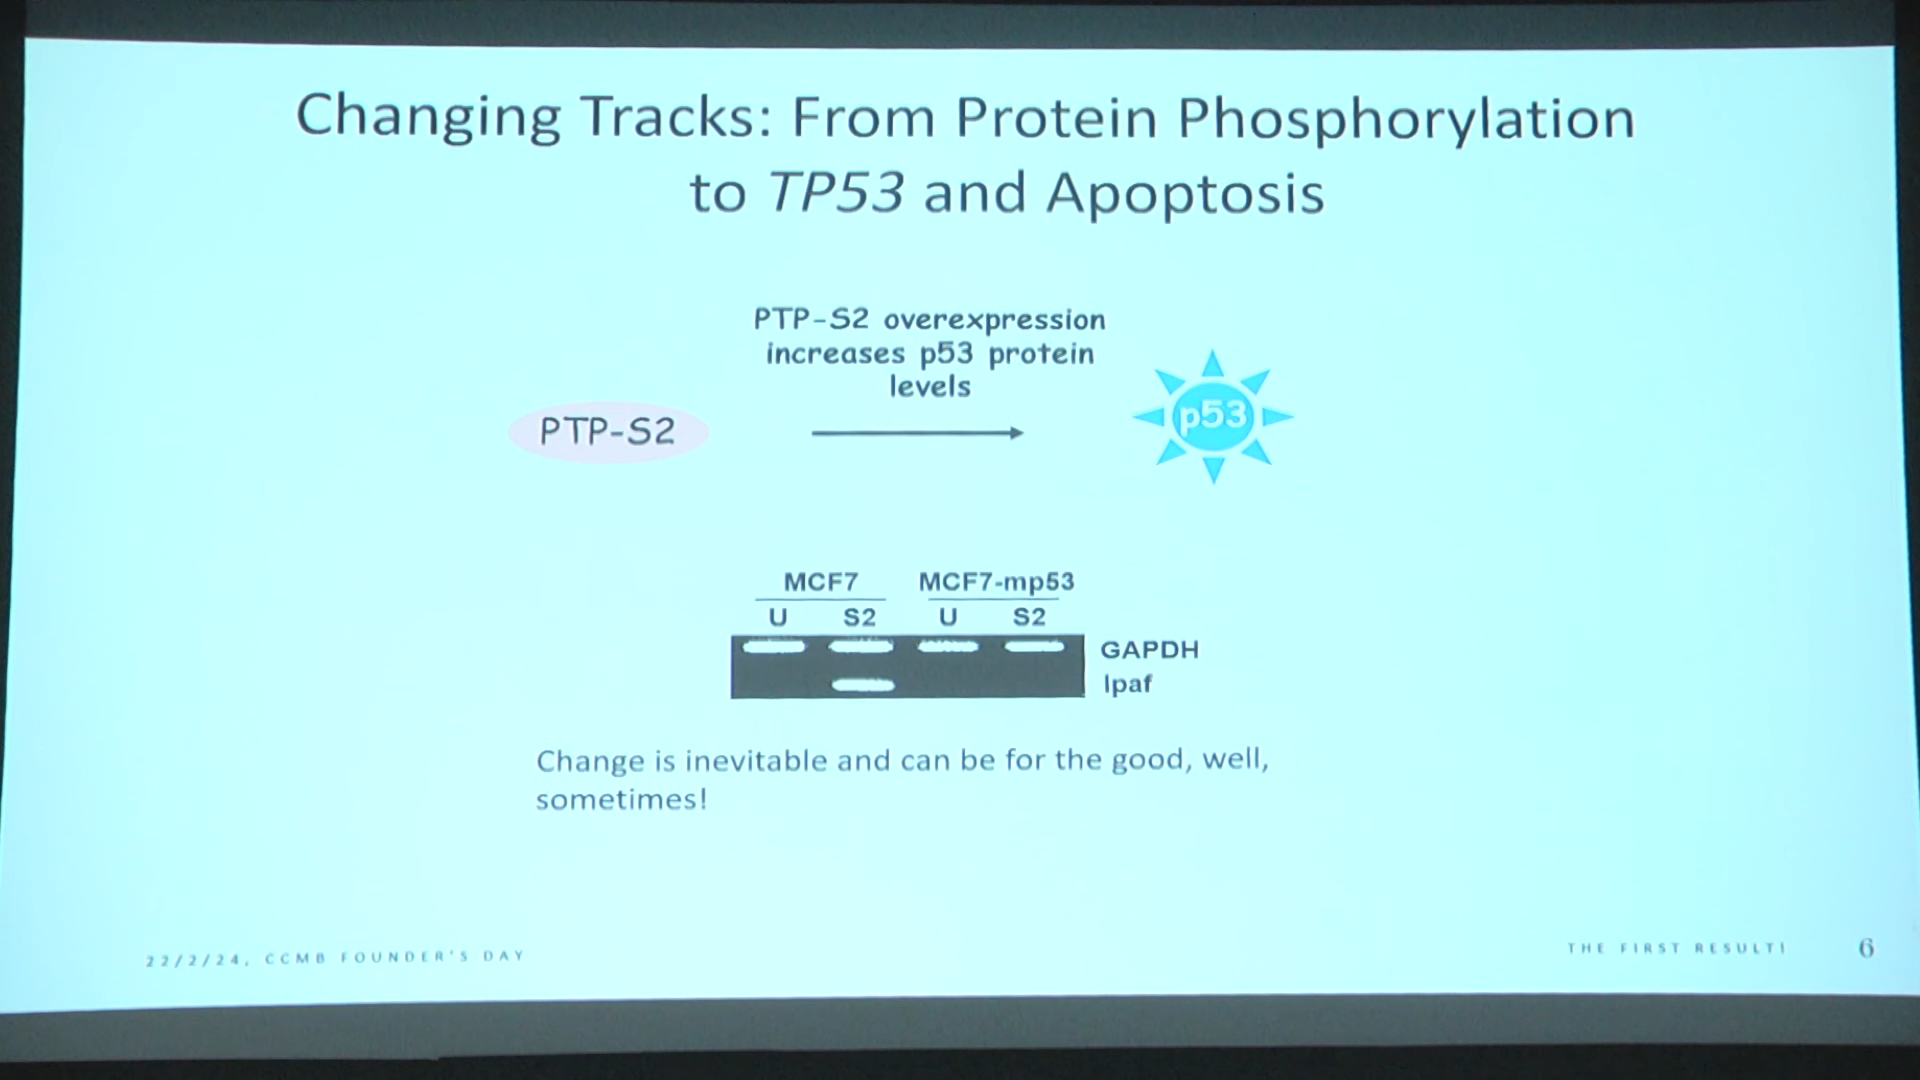 Changing Tracks: From Protein Phosphorylation
to TP53 and Apoptosis
PTP-S2 overexpression
increases p53 protein
levels
PTP-S2
p53
MCF7 MCF7-mp53
U S2 U S2
GAPDH
Ipaf
Change is inevitable and can be for the good, well,
sometimes!
22/2/24, CCMB FOUNDER'S DAY
THE FIRST RESULT! 6